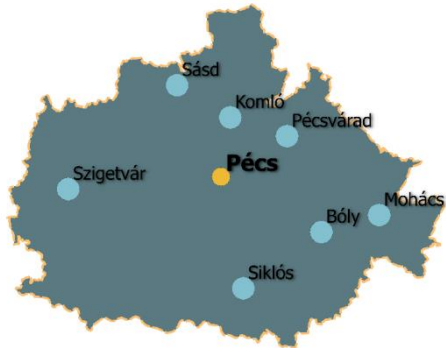 Sásd
Komló
Pécsvárad
Pécs
Szigetvár
Mohács
Bóly
Siklós